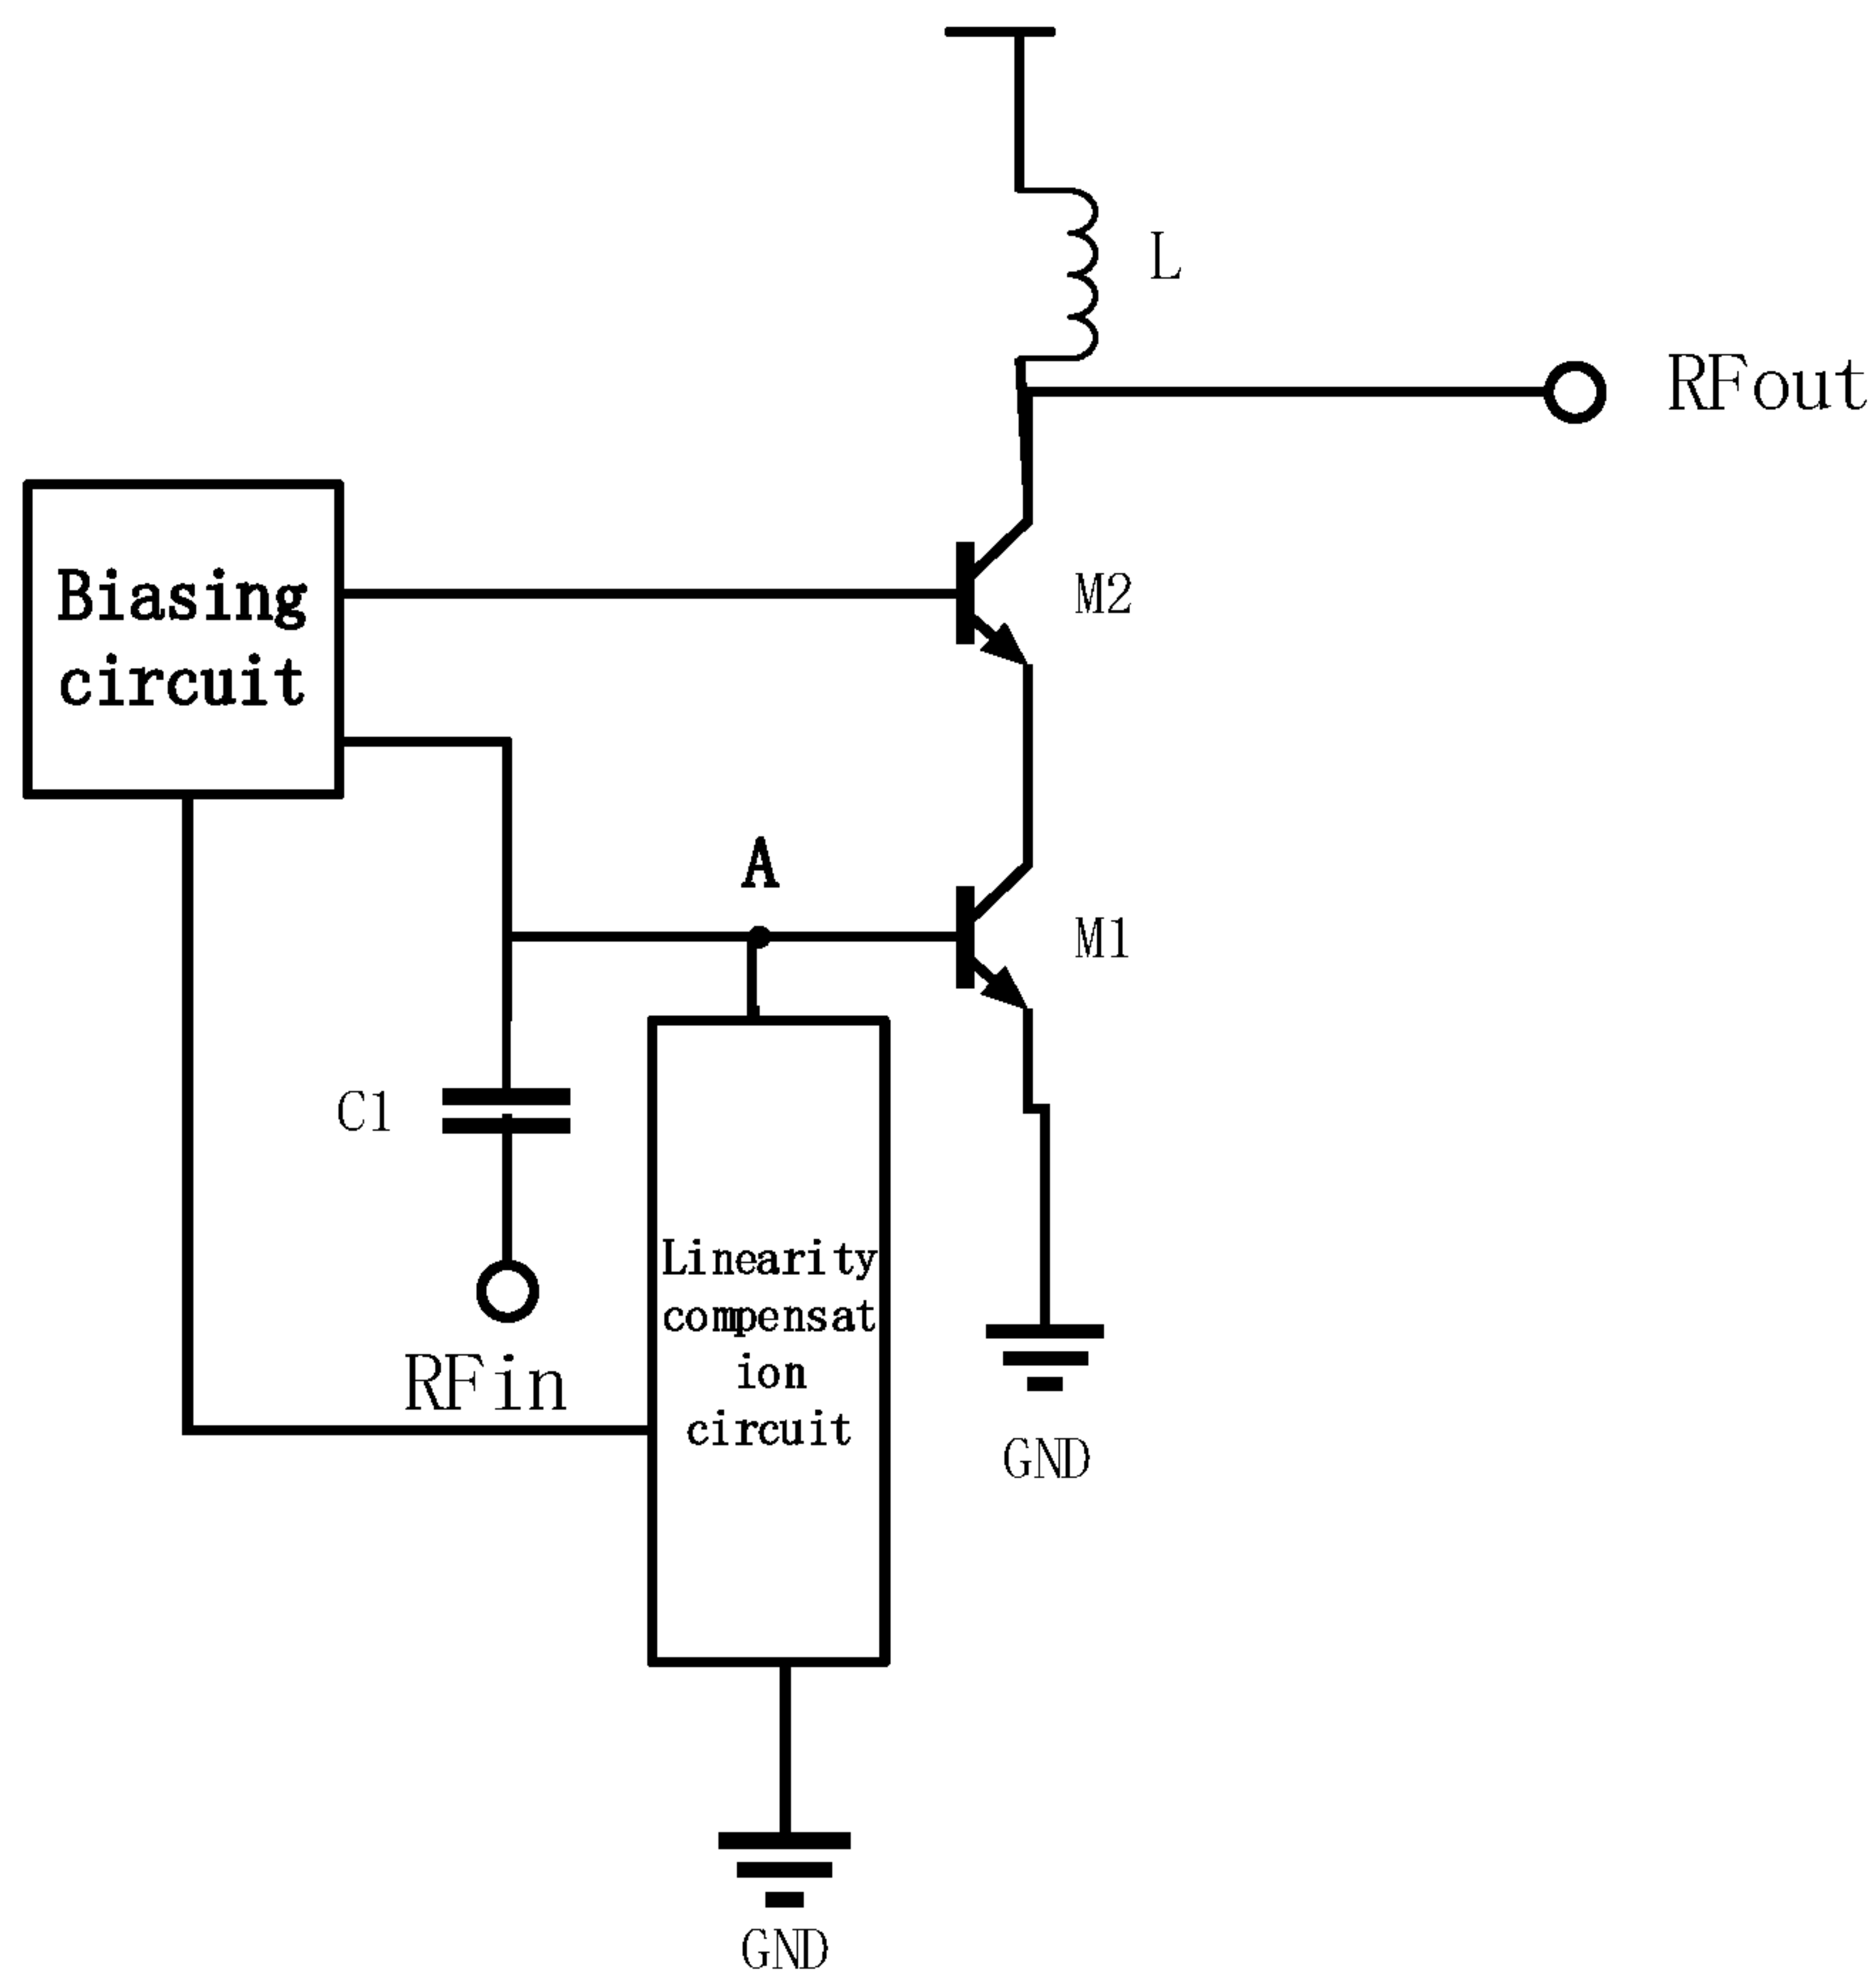 L
RFout
Biasing
circuit
M2
A
M1
C1
Linearity
compensat
ion
circuit
RFin
GND
GND